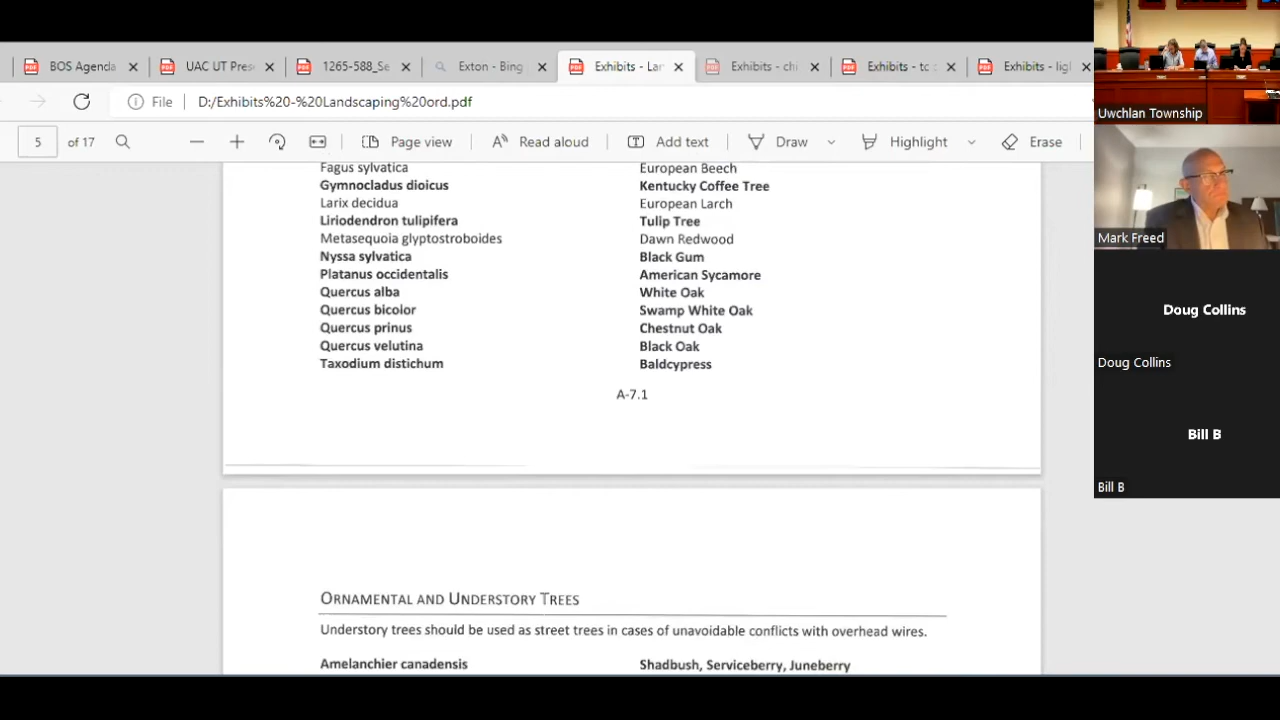 BOS Agenda
UAC UT Pres
1265-588_Se
Exton - Bing
Exhibits - Lan
Exhibits - chi
Exhibits - to
Exhibits - ligh
File D:/Exhibits%20-%20Landscaping%20ord.pdf
5 of 17 Page view Read aloud Add text Draw Highlight Erase
Fagus sylvatica European Beech
Gymnocladus dioicus Kentucky Coffee Tree
Larix decidua European Larch
Liriodendron tulipifera Tulip Tree
Metasequoia glyptostroboides Dawn Redwood
Nyssa sylvatica Black Gum
Platanus occidentalis American Sycamore
Quercus alba White Oak
Quercus bicolor Swamp White Oak
Quercus prinus Chestnut Oak
Quercus velutina Black Oak
Taxodium distichum Baldcypress
A-7.1
ORNAMENTAL AND UNDERSTORY TREES
Understory trees should be used as street trees in cases of unavoidable conflicts with overhead wires.
Amelanchier canadensis Shadbush, Serviceberry, Juneberry
Uwchlan Township
Mark Freed
Doug Collins
Doug Collins
Bill B
Bill B